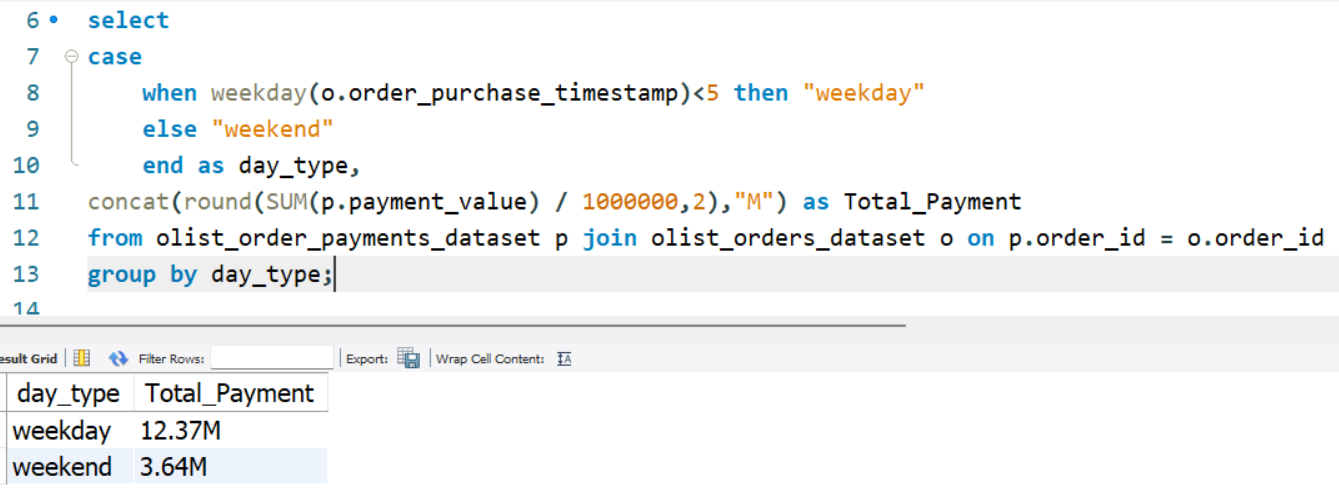 6 select
7 case
8 when weekday(o.order_purchase_timestamp)<5 then "weekday"
9 else "weekend"
10 end as day_type,
11 concat(round(SUM(p.payment_value) / 1000000,2),"M") as Total_Payment
12 from olist_order_payments_dataset p join olist_orders_dataset o on p.order_id = o.order_id
13 group by day_type;
14
esult Grid Filter Rows: Export: Wrap Cell Content: IA
day_type Total_Payment
weekday 12.37M
weekend 3.64M